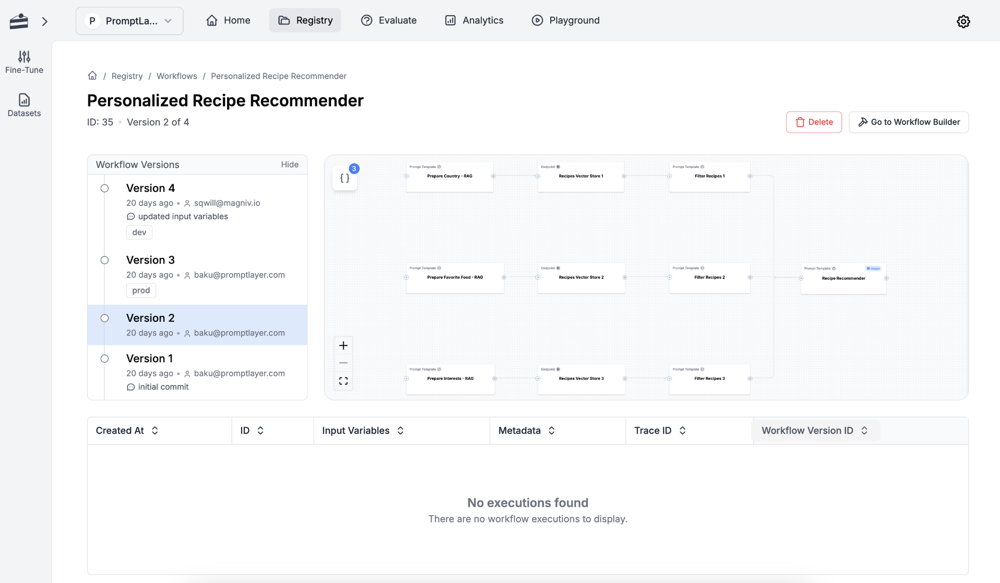 P PromptLa...
Home
Registry
Evaluate
Analytics
Playground
Fine-Tune
Datasets
/ Registry / Workflows / Personalized Recipe Recommender
Personalized Recipe Recommender
ID: 35 • Version 2 of 4
Delete
Go to Workflow Builder
Workflow Versions
Hide
Version 4
20 days ago • sqwill@magniv.io
updated input variables
dev
Version 3
20 days ago • baku@promptlayer.com
prod
Version 2
20 days ago • baku@promptlayer.com
Version 1
20 days ago • baku@promptlayer.com
initial commit
{} 3
Prompt Template
Prepare Country - RAG
Endpoint
Recipes Vector Store 1
Prompt Template
Filter Recipes 1
Prompt Template
Prepare Favorite Food - RAG
Endpoint
Recipes Vector Store 2
Prompt Template
Filter Recipes 2
Prompt Template
Output
Recipe Recommender
Prompt Template
Prepare Interests - RAG
Endpoint
Recipes Vector Store 3
Prompt Template
Filter Recipes 3
Created At
ID
Input Variables
Metadata
Trace ID
Workflow Version ID
No executions found
There are no workflow executions to display.